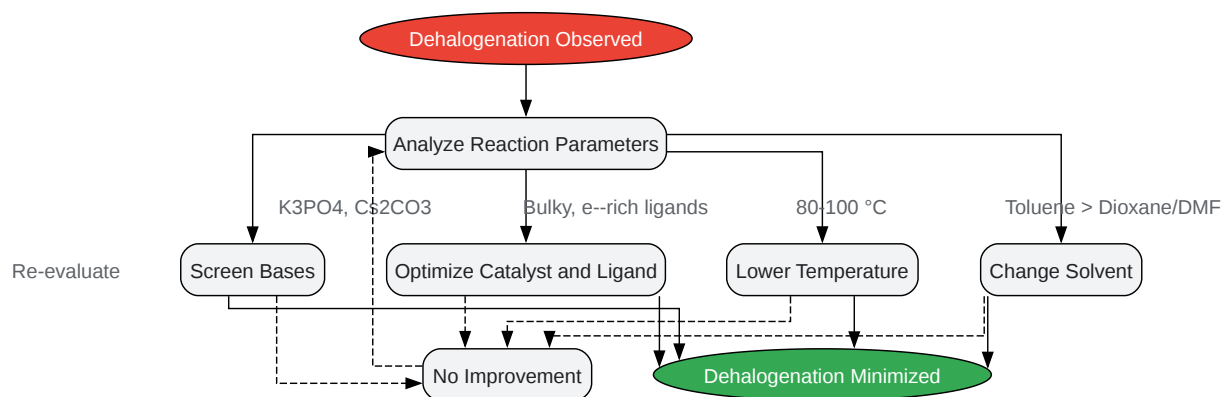 Dehalogenation Observed
Analyze Reaction Parameters
K3PO4, Cs2CO3
Bulky, e--rich ligands
80-100 °C
Toluene > Dioxane/DMF
Re-evaluate
Screen Bases
Optimize Catalyst and Ligand
Lower Temperature
Change Solvent
No Improvement
Dehalogenation Minimized